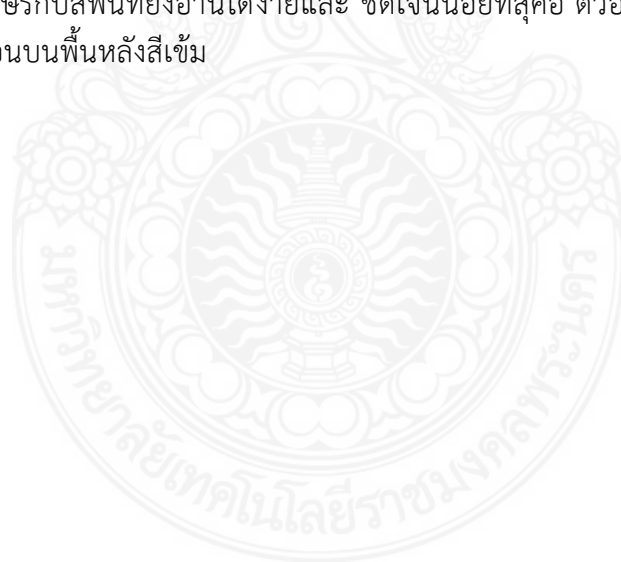 ษรกับสีพื้นที่ยังอ่านได้ง่ายและ ชัดเจนน้อยที่สุดคือ ตัวอ
นบนพื้นหลังสีเข้ม
มหาวิทยาลัยเทคโนโลยีราชมงคลพระนคร